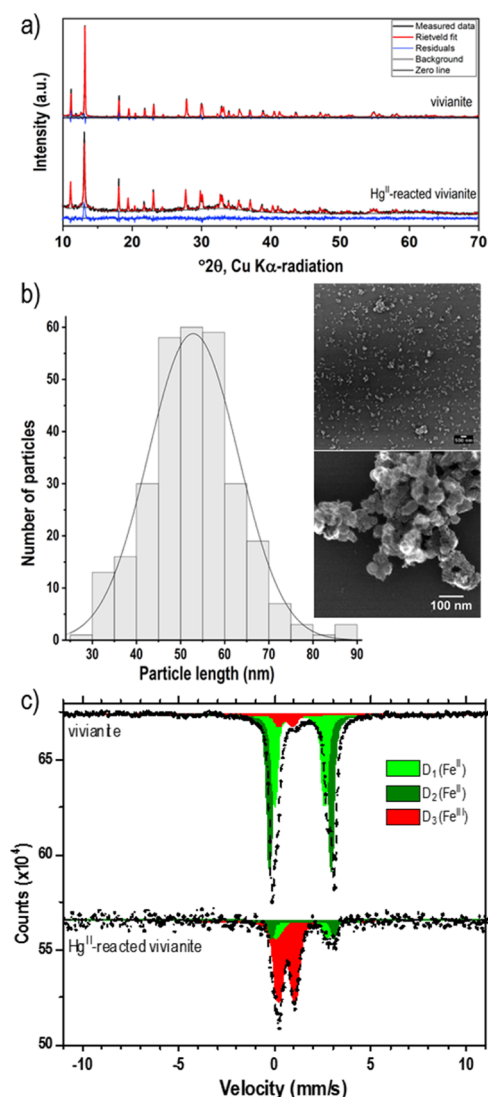 a)
Measured data
Rietveld fit
Residuals
Background
Zero line
vivianite
Hg^II-reacted vivianite
Intensity (a.u.)
10 20 30 40 50 60 70
°2θ, Cu Kα-radiation
b)
60
50
40
30
20
10
0
Number of particles
30 40 50 60 70 80 90
Particle length (nm)
100 nm
c)
vivianite
D₁(Fe^II)
D₂(Fe^II)
D₃(Fe^III)
Hg^II-reacted vivianite
65
60
55
50
Counts (x10⁴)
-10 -5 0 5 10
Velocity (mm/s)